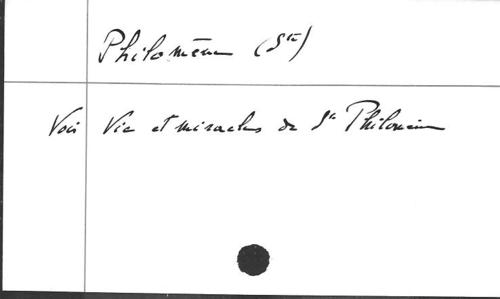 Philomène (Ste)
Voir Vie et miracles de Ste Philomène